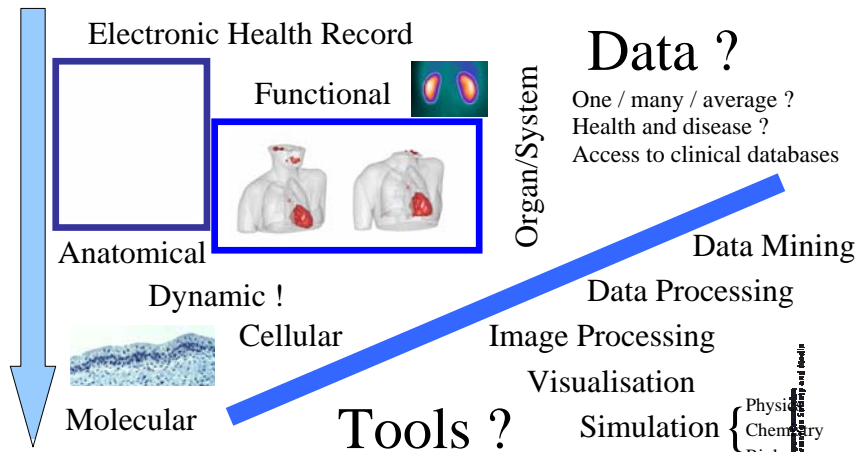 Electronic Health Record
Functional
Anatomical
Dynamic !
Cellular
Molecular
Organ/System
Data ?
One / many / average ?
Health and disease ?
Access to clinical databases
Data Mining
Data Processing
Image Processing
Visualisation
Simulation {
Tools ?